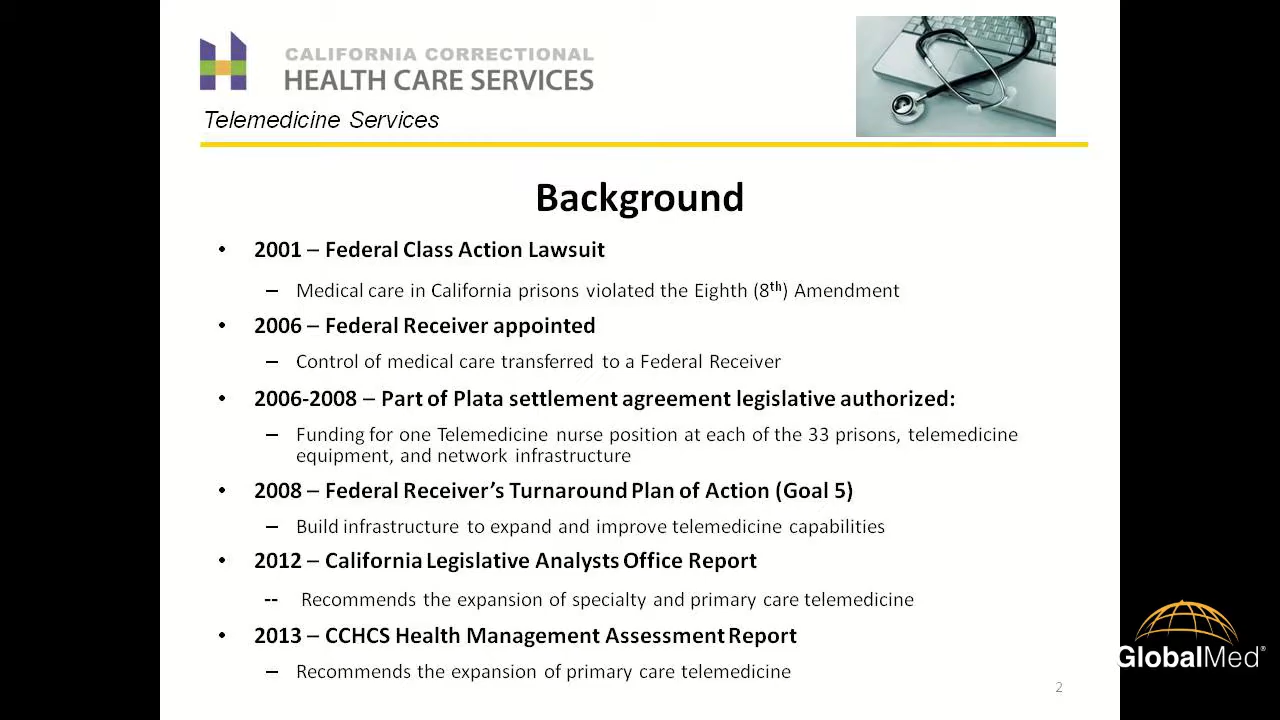 CALIFORNIA CORRECTIONAL
HEALTH CARE SERVICES
Telemedicine Services
Background
• 2001 – Federal Class Action Lawsuit
– Medical care in California prisons violated the Eighth (8th) Amendment
• 2006 – Federal Receiver appointed
– Control of medical care transferred to a Federal Receiver
• 2006-2008 – Part of Plata settlement agreement legislative authorized:
– Funding for one Telemedicine nurse position at each of the 33 prisons, telemedicine
equipment, and network infrastructure
• 2008 – Federal Receiver’s Turnaround Plan of Action (Goal 5)
– Build infrastructure to expand and improve telemedicine capabilities
• 2012 – California Legislative Analysts Office Report
-- Recommends the expansion of specialty and primary care telemedicine
• 2013 – CCHCS Health Management Assessment Report
– Recommends the expansion of primary care telemedicine
2
GlobalMed®